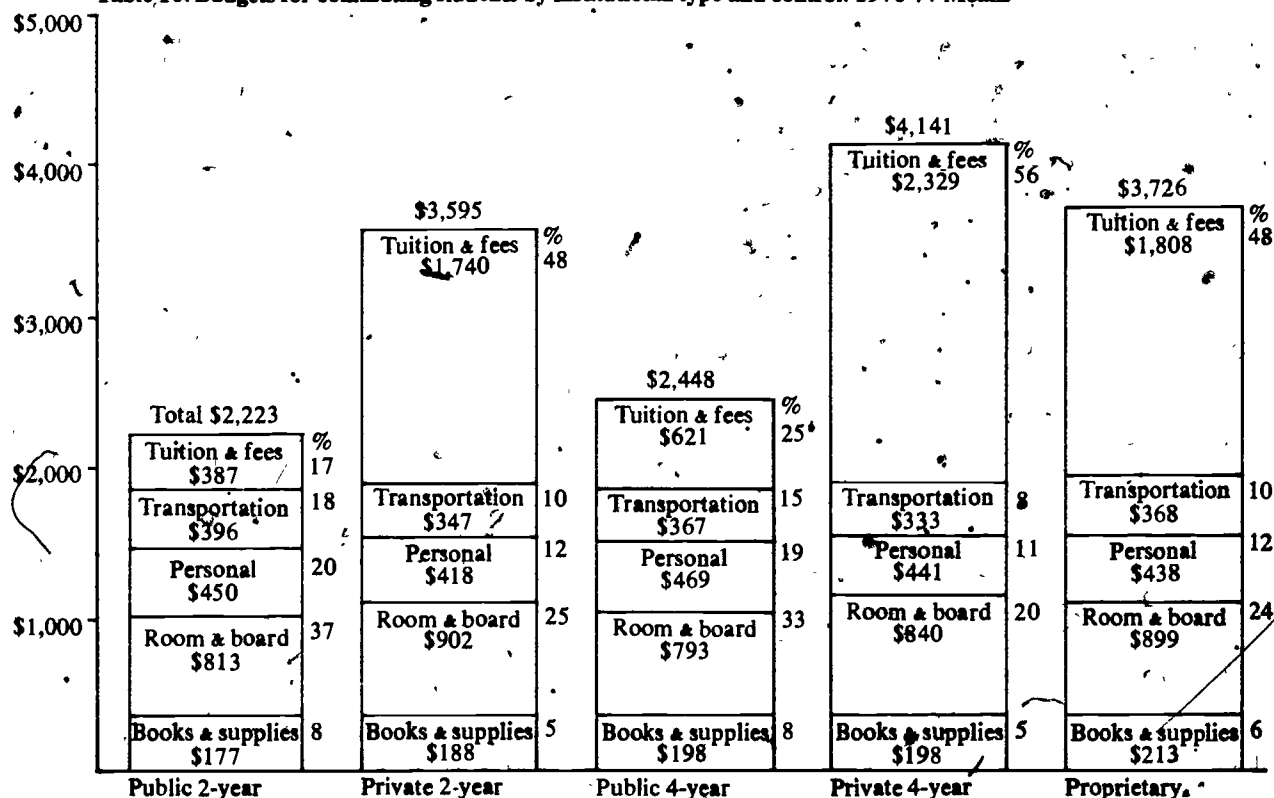 $5,000
$4,000
$3,000
$2,000
$1,000
Total $2,223
Tuition & fees
$387
Transportation
$396
Personal
$450
Room & board
$813
Books & supplies
$177
%
17
18
20
37
8
Public 2-year
$3,595
Tuition & fees
$1,740
Transportation
$347
Personal
$418
Room & board
$902
Books & supplies
$188
%
48
10
12
25
5
Private 2-year
$2,448
Tuition & fees
$621
Transportation
$367
Personal
$469
Room & board
$793
Books & supplies
$198
%
25
15
19
33
8
Public 4-year
$4,141
Tuition & fees
$2,329
Transportation
$333
Personal
$441
Room & board
$840
Books & supplies
$198
%
56
8
11
20
5
Private 4-year
$3,726
Tuition & fees
$1,808
Transportation
$368
Personal
$438
Room & board
$899
Books & supplies
$213
%
48
10
12
24
6
Proprietary